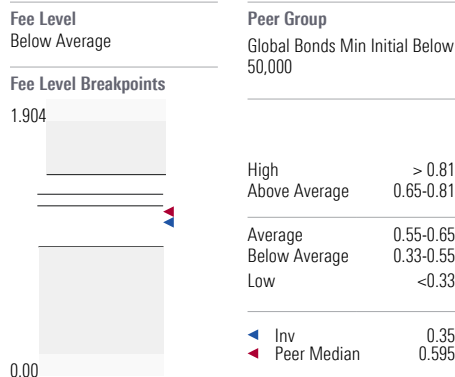 Fee Level
Below Average
Fee Level Breakpoints
1.904
0.00
Peer Group
Global Bonds Min Initial Below
50,000
High > 0.81
Above Average 0.65-0.81
Average 0.55-0.65
Below Average 0.33-0.55
Low <0.33
Inv 0.35
Peer Median 0.595